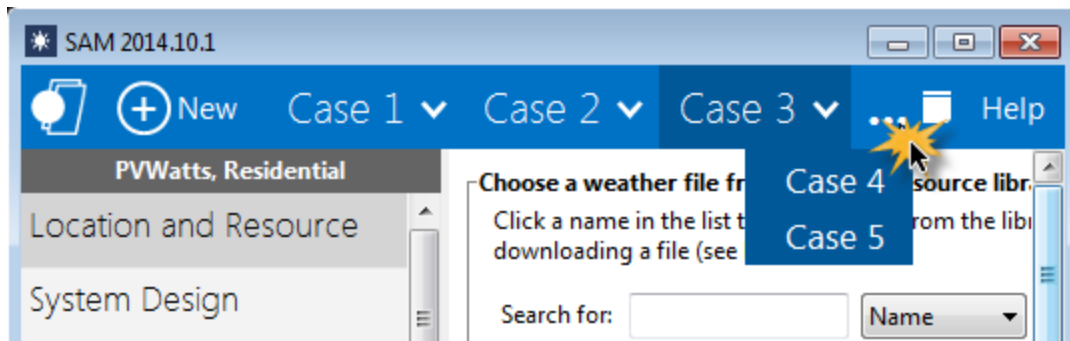 SAM 2014.10.1
New Case 1 Case 2 Case 3 ... Help
PVWatts, Residential
Location and Resource
System Design
Choose a weather file fr
source libr
Click a name in the list t
rom the libr
downloading a file (see
Search for:
Name
Case 4
Case 5